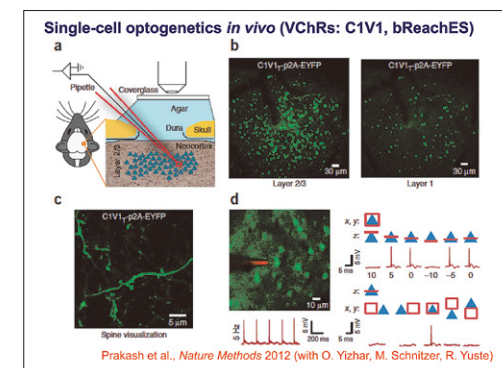 Single-cell optogenetics in vivo (VChRs: C1V1, bReachES)
a
Pipette
Coverglass
Agar
Dura
Skull
Neocortex
Layer 2/3
b
C1V1T-p2A-EYFP
30 μm
Layer 2/3
C1V1T-p2A-EYFP
30 μm
Layer 1
c
C1V1T-p2A-EYFP
5 μm
Spine visualization
d
10 μm
5 Hz
5 mV
200 ms
x, y:
z:
5 mV
5 ms
10 5 0 −10 −5 0
z:
x, y:
5 mV
5 ms
Prakash et al., Nature Methods 2012 (with O. Yizhar, M. Schnitzer, R. Yuste)